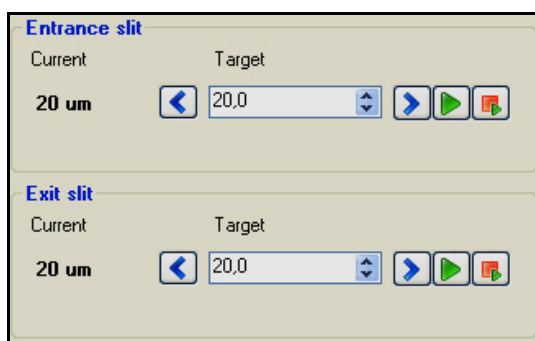 Entrance slit
Current Target
20 um 20,0
Exit slit
Current Target
20 um 20,0